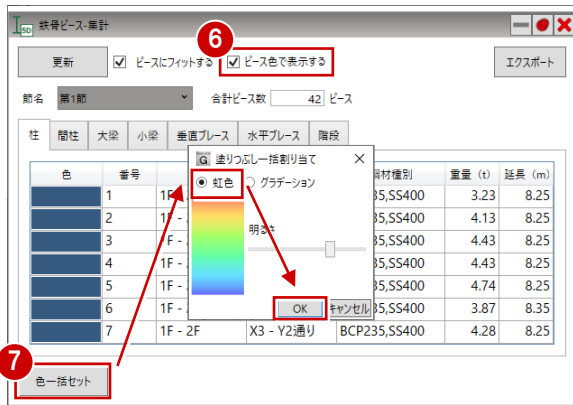 鉄骨ピース-集計
6
更新 ピースにフィットする ピース色で表示する エクスポート
節名 第1節 合計ピース数 42 ピース
柱 間柱 大梁 小梁 垂直ブレース 水平ブレース 階段
塗りつぶし一括割り当て
虹色 グラデーション
明るさ
OK キャンセル
色 番号 鋼材種別 重量 (t) 延長 (m)
1 1F - 35,SS400 3.23 8.25
2 1F - 35,SS400 4.13 8.25
3 1F - 35,SS400 4.43 8.25
4 1F - 35,SS400 4.43 8.25
5 1F - 35,SS400 4.74 8.25
6 1F - 35,SS400 3.87 8.35
7 1F - 2F X3 - Y2通り BCP235,SS400 4.28 8.25
7
色一括セット